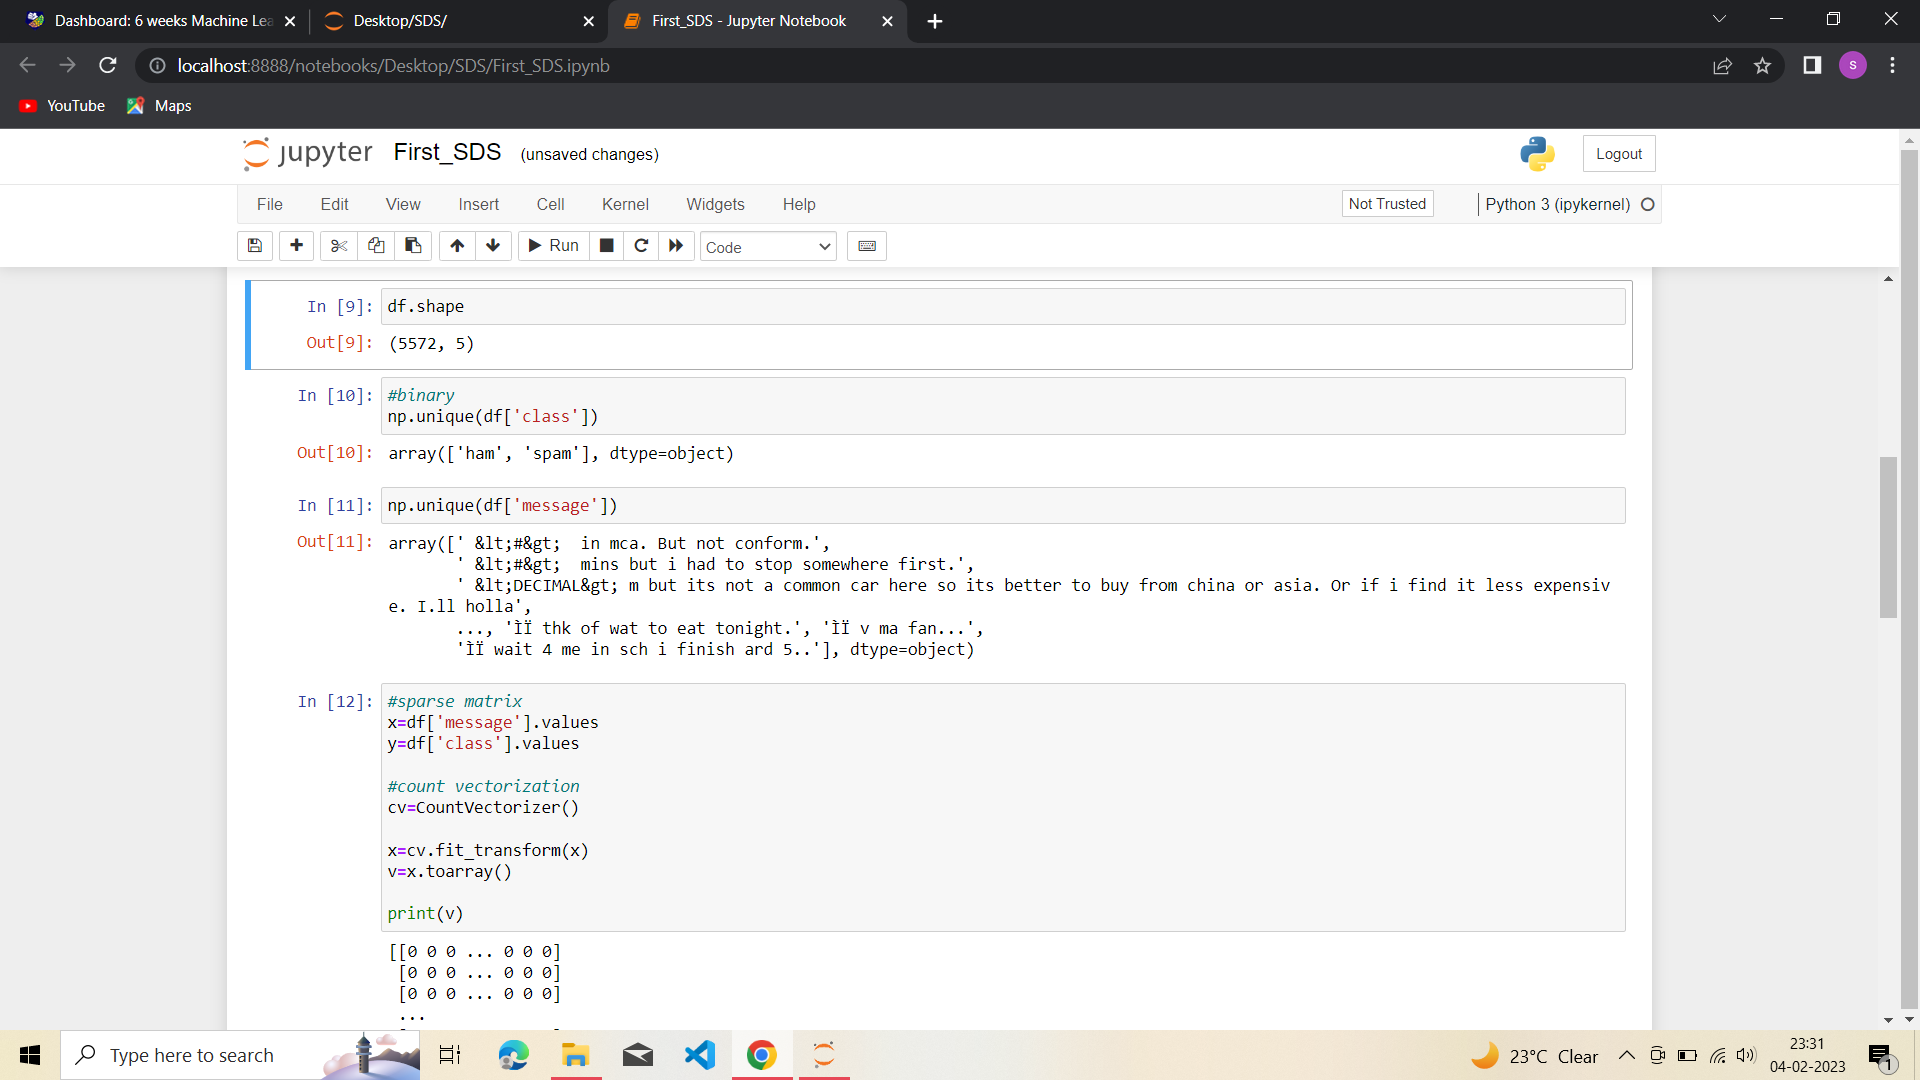 Dashboard: 6 weeks Machine Lea
Desktop/SDS/
First_SDS - Jupyter Notebook
localhost:8888/notebooks/Desktop/SDS/First_SDS.ipynb
s
YouTube
Maps
jupyter
First_SDS
(unsaved changes)
Logout
File
Edit
View
Insert
Cell
Kernel
Widgets
Help
Not Trusted
Python 3 (ipykernel)
Run
Code
In [9]:
df.shape
Out[9]:
(5572, 5)
In [10]:
#binary
np.unique(df['class'])
Out[10]:
array(['ham', 'spam'], dtype=object)
In [11]:
np.unique(df['message'])
Out[11]:
array([' &lt;#&gt;  in mca. But not conform.',
' &lt;#&gt;  mins but i had to stop somewhere first.',
' &lt;DECIMAL&gt; m but its not a common car here so its better to buy from china or asia. Or if i find it less expensiv
e. I.ll holla',
..., 'ÌÏ thk of wat to eat tonight.', 'ÌÏ v ma fan...',
'ÌÏ wait 4 me in sch i finish ard 5..'], dtype=object)
In [12]:
#sparse matrix
x=df['message'].values
y=df['class'].values
#count vectorization
cv=CountVectorizer()
x=cv.fit_transform(x)
v=x.toarray()
print(v)
[[0 0 0 ... 0 0 0]
[0 0 0 ... 0 0 0]
[0 0 0 ... 0 0 0]
...
Type here to search
23°C Clear
23:31
04-02-2023
1